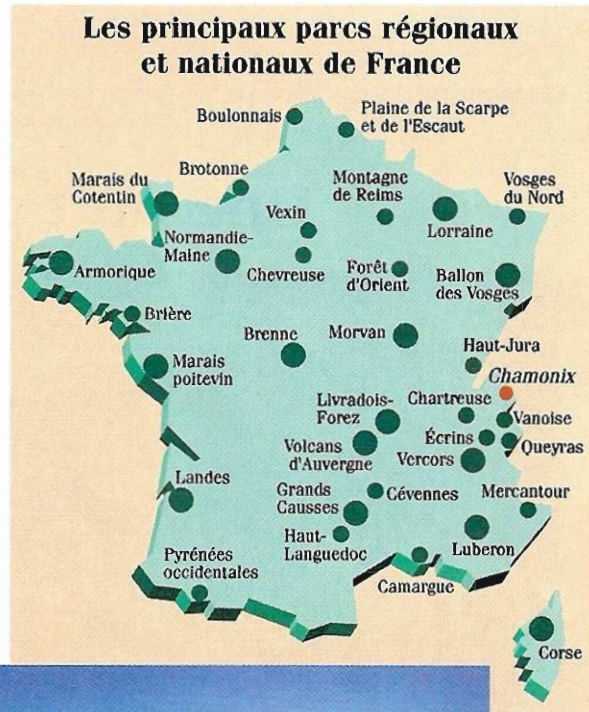 Les principaux parcs régionaux
et nationaux de France
Boulonnais
Plaine de la Scarpe
et de l'Escaut
Marais du
Cotentin
Brotonne
Montagne
de Reims
Vosges
du Nord
Vexin
Lorraine
Normandie-
Maine
Armorique
Chevreuse
Forêt
d'Orient
Ballon
des Vosges
Brière
Brenne
Morvan
Haut-Jura
Marais
poitevin
Chamonix
Livradois-
Forez
Chartreuse
Vanoise
Volcans
d'Auvergne
Écrins
Queyras
Vercors
Landes
Grands
Causses
Cévennes
Mercantour
Haut-
Languedoc
Luberon
Pyrénées
occidentales
Camargue
Corse